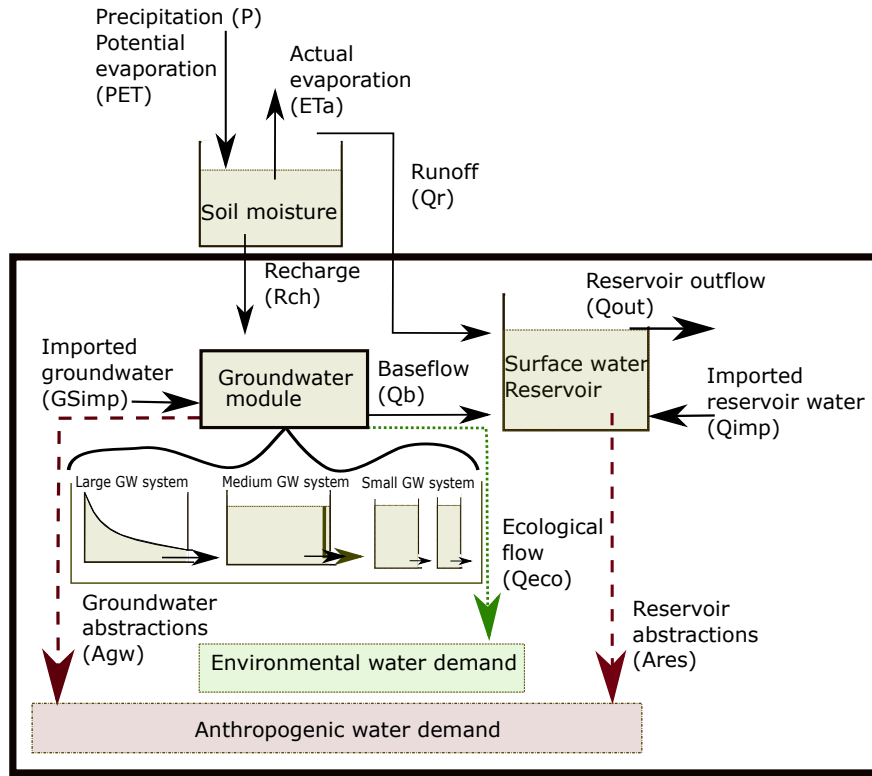 Precipitation (P)
Potential
evaporation
(PET)
Actual
evaporation
(ETa)
Runoff
(Qr)
Soil moisture
Recharge
(Rch)
Reservoir outflow
(Qout)
Imported
groundwater
(GSimp)
Groundwater
module
Baseflow
(Qb)
Surface water
Reservoir
Imported
reservoir water
(Qimp)
Large GW system
Medium GW system
Small GW system
Ecological
flow
(Qeco)
Groundwater
abstractions
(Agw)
Reservoir
abstractions
(Ares)
Environmental water demand
Anthropogenic water demand